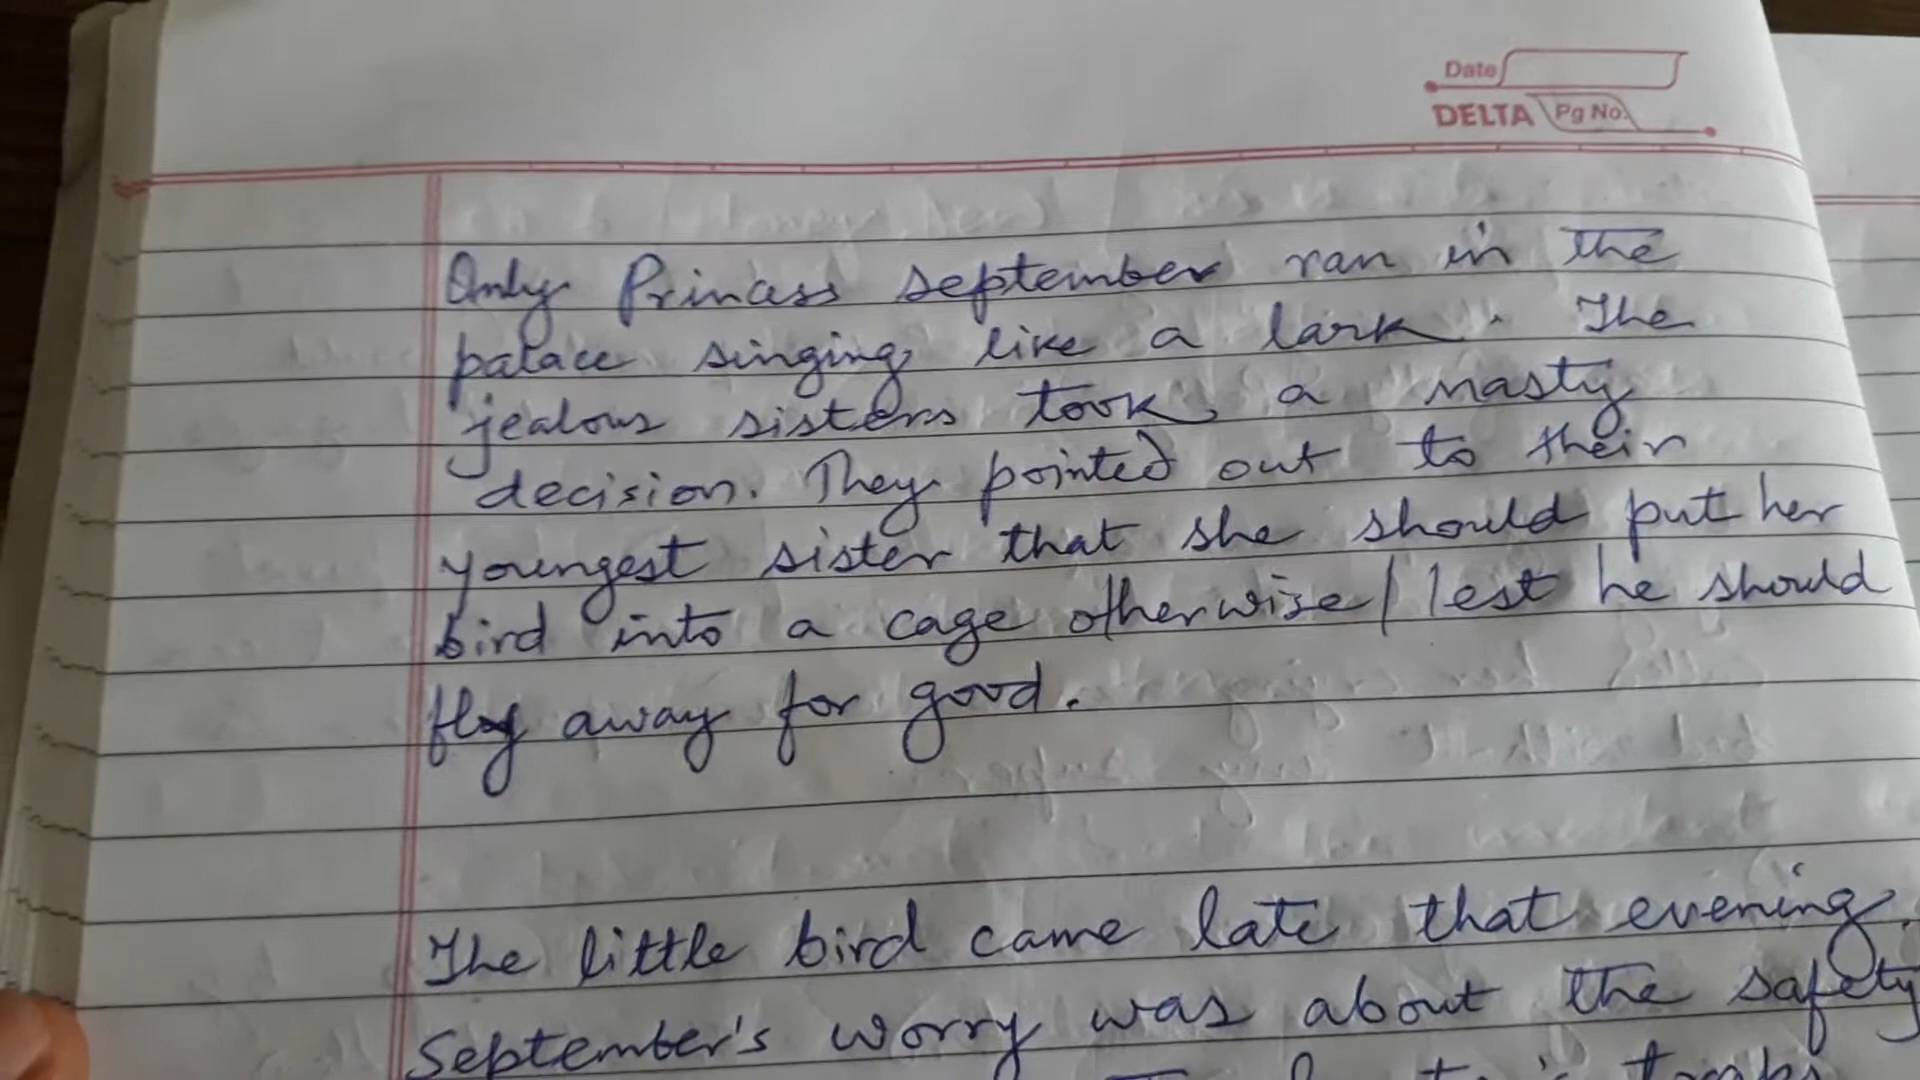 Date
DELTA Pg No.
Only Princess September ran in the
palace singing like a lark. The
jealous sisters took a nasty
decision. They pointed out to their
youngest sister that she should put her
bird into a cage otherwise/lest he should
fly away for good.
The little bird came late that evening.
September's worry was about the safety